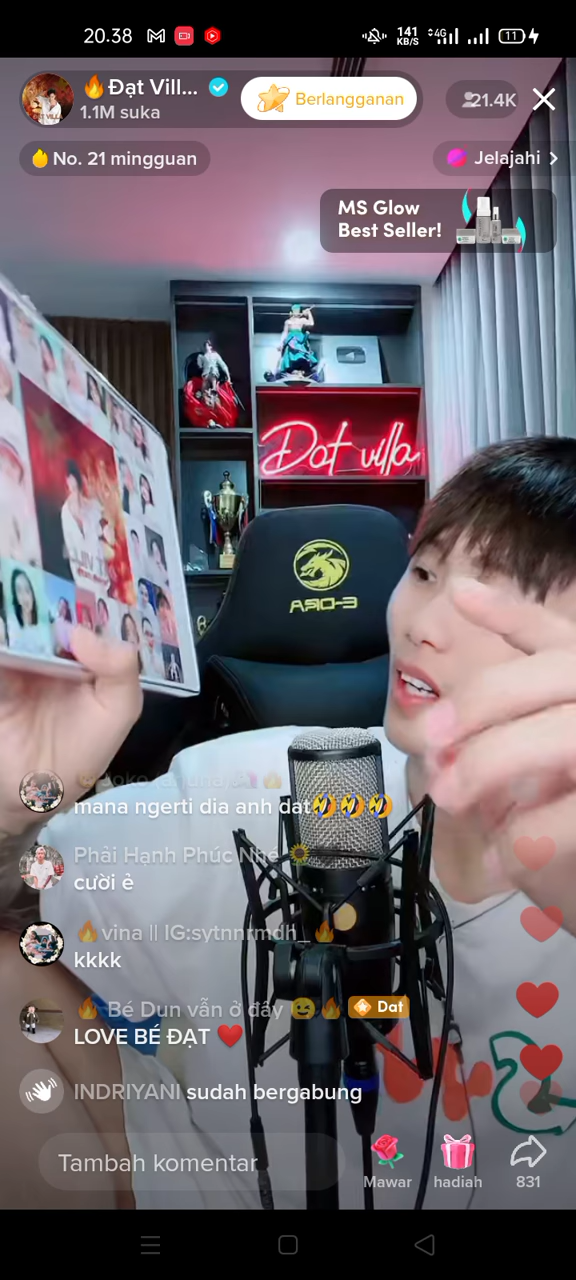 20.38
141
KB/S
4G
11
🔥Đạt Vill...
Berlangganan
21.4K
1.1M suka
No. 21 mingguan
Jelajahi
MS Glow
Best Seller!
Dat villa
E-DRA
mana ngerti dia anh dat🤣🤣🤣
Phải Hạnh Phúc Nhé 🌻
cười ẻ
🔥vina || IG:sytnnrmdh_ 🔥
kkkk
🔥 Bé Dun vẫn ở đây 😆🔥 Dat
LOVE BÉ ĐẠT ❤️
INDRIYANI sudah bergabung
Tambah komentar
Mawar
hadiah
831